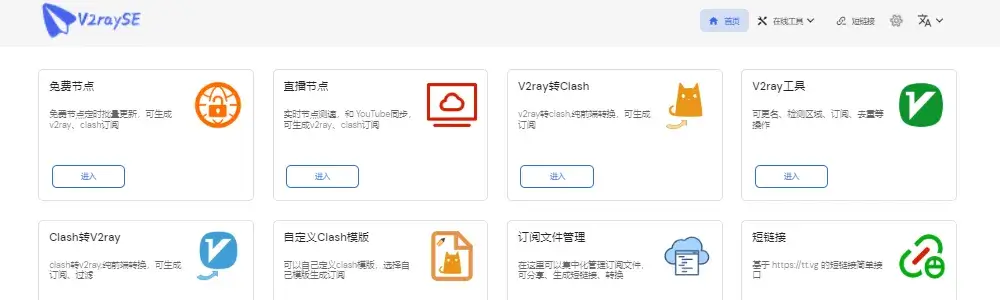 V2raySE
首页
在线工具
短链接
免费节点
免费节点定时批量更新，可生成
v2ray、clash订阅
进入
直播节点
实时节点测速，和 YouTube同步，
可生成v2ray、clash订阅
进入
V2ray转Clash
v2ray转clash,纯前端转换，可生成
订阅
进入
V2ray工具
可更名、检测区域、订阅、去重等
操作
进入
Clash转V2ray
clash转v2ray,纯前端转换，可生成
订阅、过滤
自定义Clash模版
可以自己定义clash模版，选择自
己模版生成订阅
订阅文件管理
在这里可以集中化管理订阅文件，
可分享、生成短链接、转换
短链接
基于 https://tt.vg 的短链接简单接
口